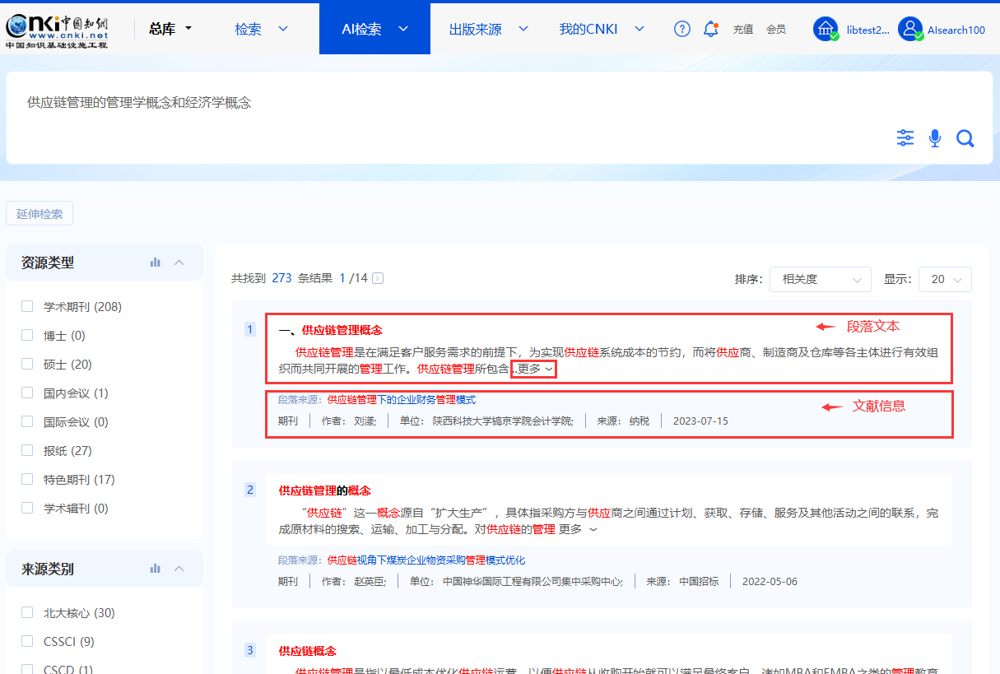 Cnki中国知网
www.cnki.net
中国知识基础设施工程
总库
检索
AI检索
出版来源
我的CNKI
?
充值
会员
libtest2...
AIsearch100
供应链管理的管理学概念和经济学概念
延伸检索
资源类型
学术期刊 (208)
博士 (0)
硕士 (20)
国内会议 (1)
国际会议 (0)
报纸 (27)
特色期刊 (17)
学术辑刊 (0)
来源类别
北大核心 (30)
CSSCI (9)
CSCD (1)
共找到 273 条结果 1 /14
排序: 相关度
显示: 20
1
一、供应链管理概念
段落文本
供应链管理是在满足客户服务需求的前提下，为实现供应链系统成本的节约，而将供应商、制造商及仓库等各主体进行有效组
织而共同开展的管理工作。供应链管理所包含...更多
段落来源: 供应链管理下的企业财务管理模式
文献信息
期刊 作者: 刘漾; 单位: 陕西科技大学镐京学院会计学院; 来源: 纳税 2023-07-15
2
供应链管理的概念
“供应链”这一概念源自“扩大生产”，具体指采购方与供应商之间通过计划、获取、存储、服务及其他活动之间的联系，完
成原材料的搜索、运输、加工与分配。对供应链的管理 更多
段落来源: 供应链视角下煤炭企业物资采购管理模式优化
期刊 作者: 赵英臣; 单位: 中国神华国际工程有限公司集中采购中心; 来源: 中国招标 2022-05-06
3
供应链概念
供应链管理是指以最低成本优化供应链运营，以便供应链从收购开始就可以满足最终客户，诸如MBA和EMBA之类的管理教育